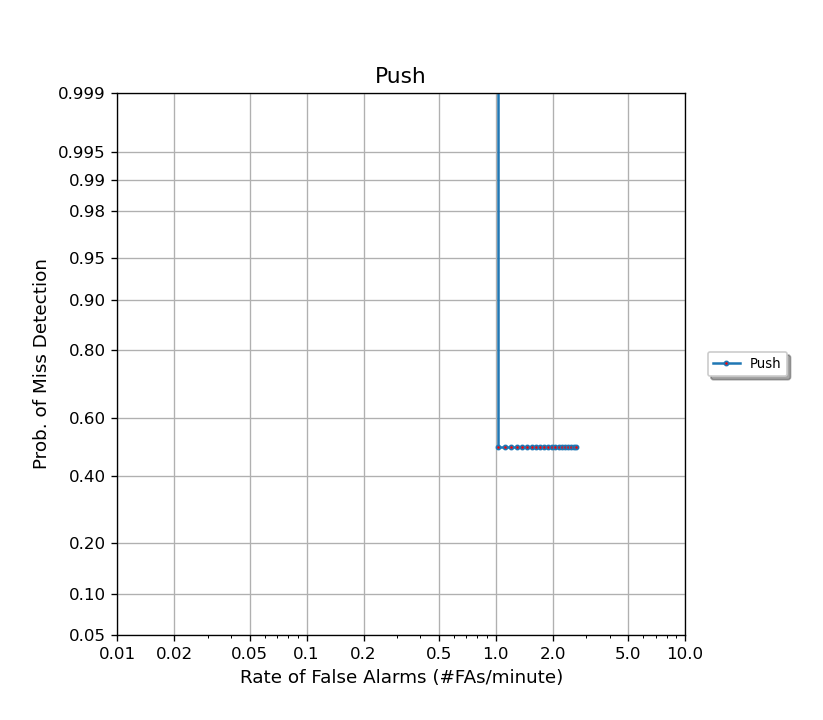 Push
0.999
0.995
0.99
0.98
0.95
0.90
0.80
0.60
0.40
0.20
0.10
0.05
Prob. of Miss Detection
0.01 0.02 0.05 0.1 0.2 0.5 1.0 2.0 5.0 10.0
Rate of False Alarms (#FAs/minute)
Push